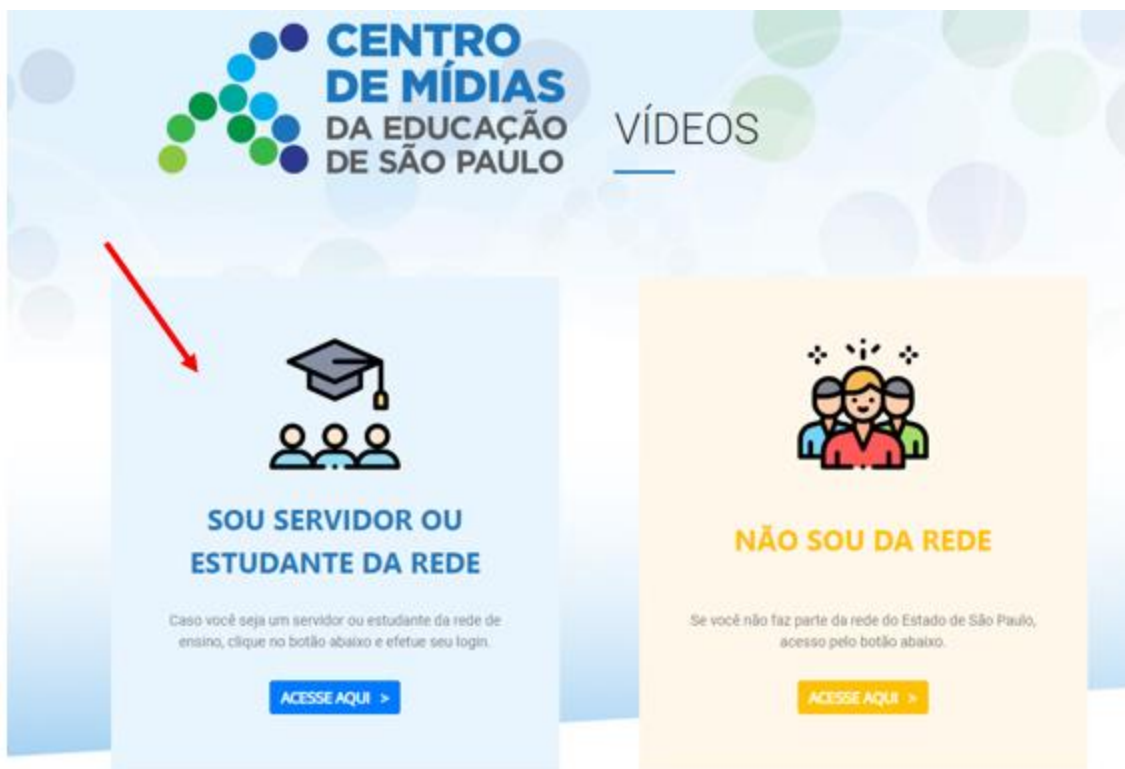 CENTRO
DE MÍDIAS
DA EDUCAÇÃO
DE SÃO PAULO
VÍDEOS
SOU SERVIDOR OU
ESTUDANTE DA REDE
Caso você seja um servidor ou estudante da rede de
ensino, clique no botão abaixo e efetue seu login.
ACESSE AQUI >
NÃO SOU DA REDE
Se você não faz parte da rede do Estado de São Paulo,
acesso pelo botão abaixo.
ACESSE AQUI >